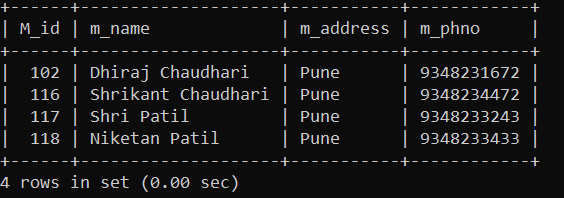 +------+-------------------+-----------+------------+
| M_id | m_name            | m_address | m_phno     |
+------+-------------------+-----------+------------+
|  102 | Dhiraj Chaudhari  | Pune      | 9348231672 |
|  116 | Shrikant Chaudhari | Pune      | 9348234472 |
|  117 | Shri Patil        | Pune      | 9348233243 |
|  118 | Niketan Patil     | Pune      | 9348233433 |
+------+-------------------+-----------+------------+
4 rows in set (0.00 sec)